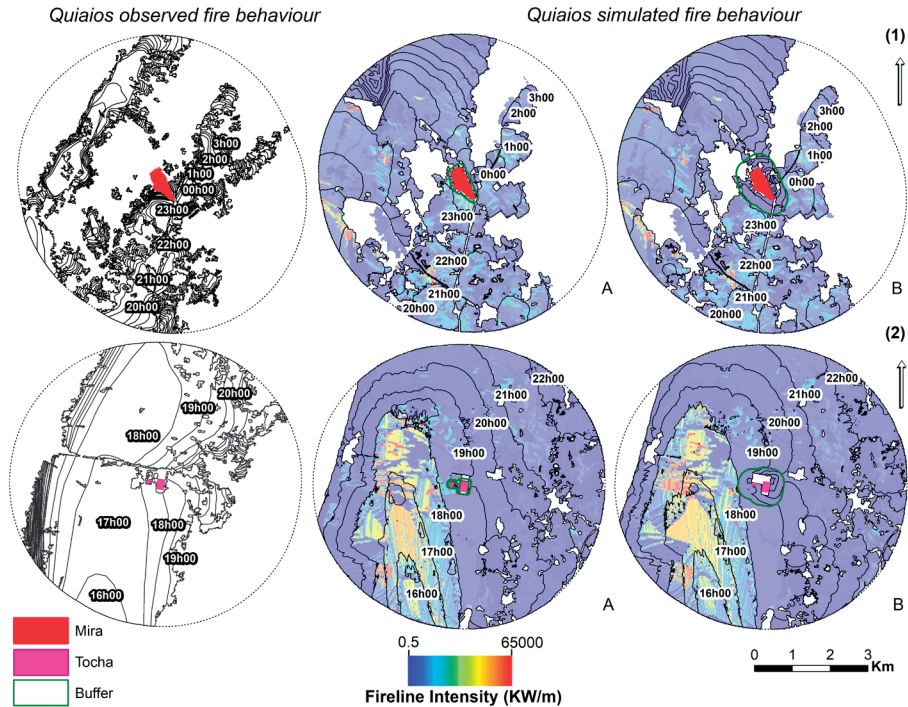 Quiaios observed fire behaviour
Quiaios simulated fire behaviour
(1)
3h00
2h00
1h00
00h00
23h00
22h00
21h00
20h00
3h00
2h00
1h00
0h00
23h00
22h00
21h00
20h00
A
3h00
2h00
1h00
0h00
23h00
22h00
21h00
20h00
B
(2)
20h00
19h00
18h00
17h00
18h00
19h00
16h00
22h00
21h00
20h00
19h00
18h00
17h00
16h00
A
22h00
21h00
20h00
19h00
18h00
17h00
16h00
B
Mira
Tocha
Buffer
0.5
65000
Fireline Intensity (KW/m)
0 1 2 3
Km